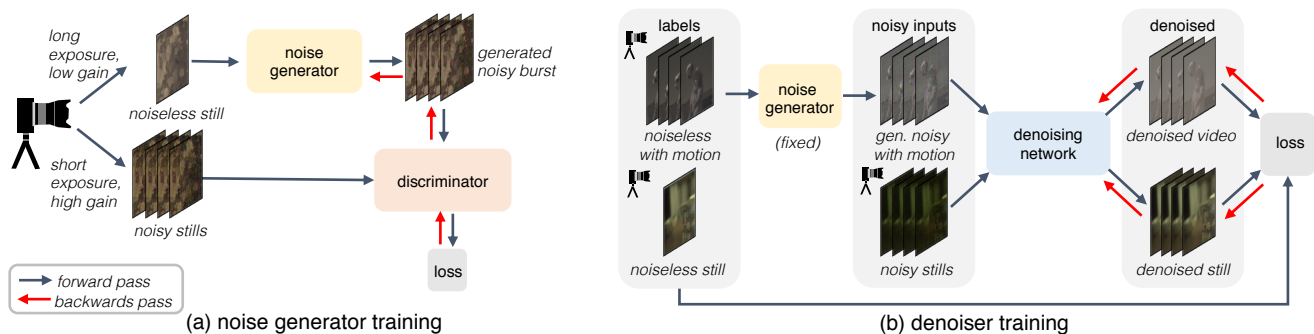 long
exposure,
low gain
noiseless still
noise
generator
generated
noisy burst
short
exposure,
high gain
noisy stills
discriminator
loss
forward pass
backwards pass
(a) noise generator training
labels
noiseless
with motion
noiseless still
noise
generator
(fixed)
noisy inputs
gen. noisy
with motion
noisy stills
denoising
network
denoised
denoised video
denoised still
loss
(b) denoiser training